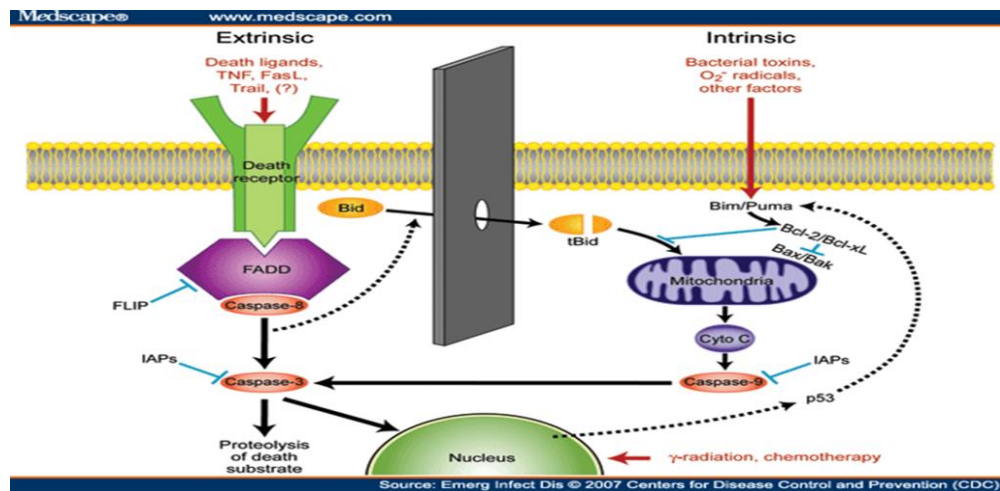 Medscape® www.medscape.com
Extrinsic
Intrinsic
Death ligands,
TNF, FasL,
Trail, (?)
Bacterial toxins,
O₂⁻ radicals,
other factors
Death
receptor
Bid
tBid
Bim/Puma
Bcl-2/Bcl-xL
Bax/Bak
FADD
Mitochondria
FLIP
Caspase-8
Cyto C
IAPs
IAPs
Caspase-3
Caspase-9
p53
Proteolysis
of death
substrate
Nucleus
γ-radiation, chemotherapy
Source: Emerg Infect Dis © 2007 Centers for Disease Control and Prevention (CDC)